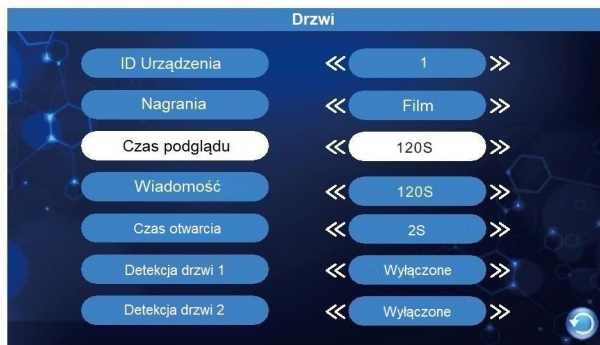 Drzwi
ID Urządzenia 1
Nagrania Film
Czas podglądu 120S
Wiadomość 120S
Czas otwarcia 2S
Detekcja drzwi 1 Wyłączone
Detekcja drzwi 2 Wyłączone